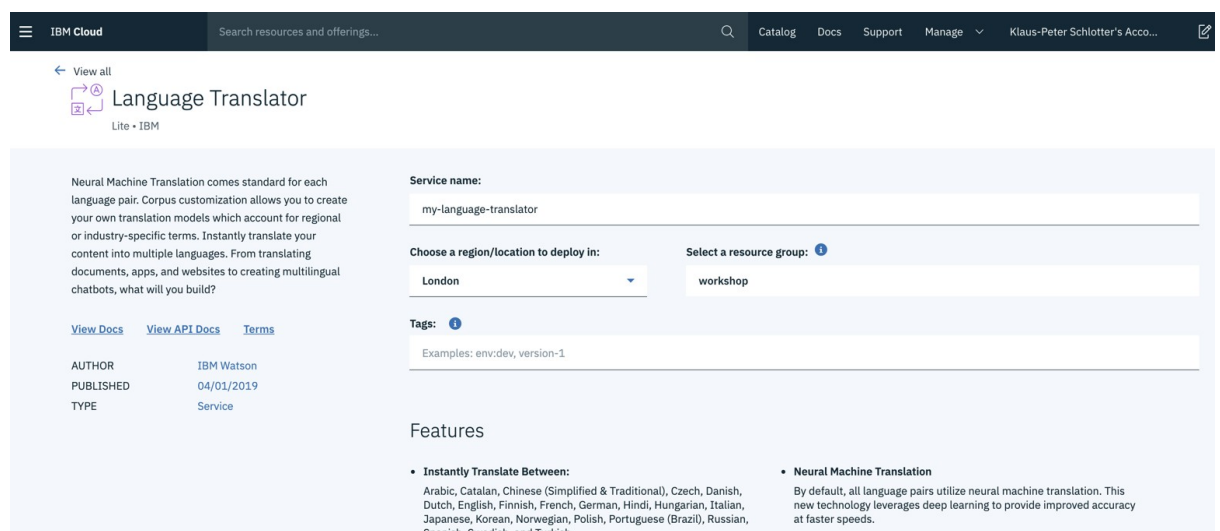 IBM Cloud
Search resources and offerings...
Catalog
Docs
Support
Manage
Klaus-Peter Schlotter's Acco...
View all
Language Translator
Lite • IBM
Neural Machine Translation comes standard for each
language pair. Corpus customization allows you to create
your own translation models which account for regional
or industry-specific terms. Instantly translate your
content into multiple languages. From translating
documents, apps, and websites to creating multilingual
chatbots, what will you build?
View Docs
View API Docs
Terms
AUTHOR IBM Watson
PUBLISHED 04/01/2019
TYPE Service
Service name:
my-language-translator
Choose a region/location to deploy in:
London
Select a resource group:
workshop
Tags:
Examples: env:dev, version-1
Features
• Instantly Translate Between:
Arabic, Catalan, Chinese (Simplified & Traditional), Czech, Danish,
Dutch, English, Finnish, French, German, Hindi, Hungarian, Italian,
Japanese, Korean, Norwegian, Polish, Portuguese (Brazil), Russian,
• Neural Machine Translation
By default, all language pairs utilize neural machine translation. This
new technology leverages deep learning to provide improved accuracy
at faster speeds.